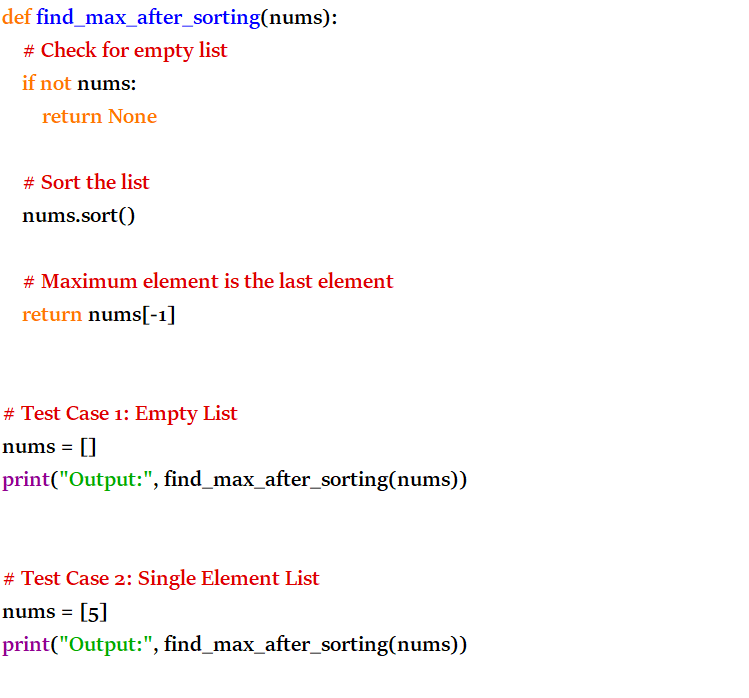 def find_max_after_sorting(nums):
    # Check for empty list
    if not nums:
        return None

    # Sort the list
    nums.sort()

    # Maximum element is the last element
    return nums[-1]


# Test Case 1: Empty List
nums = []
print("Output:", find_max_after_sorting(nums))


# Test Case 2: Single Element List
nums = [5]
print("Output:", find_max_after_sorting(nums))